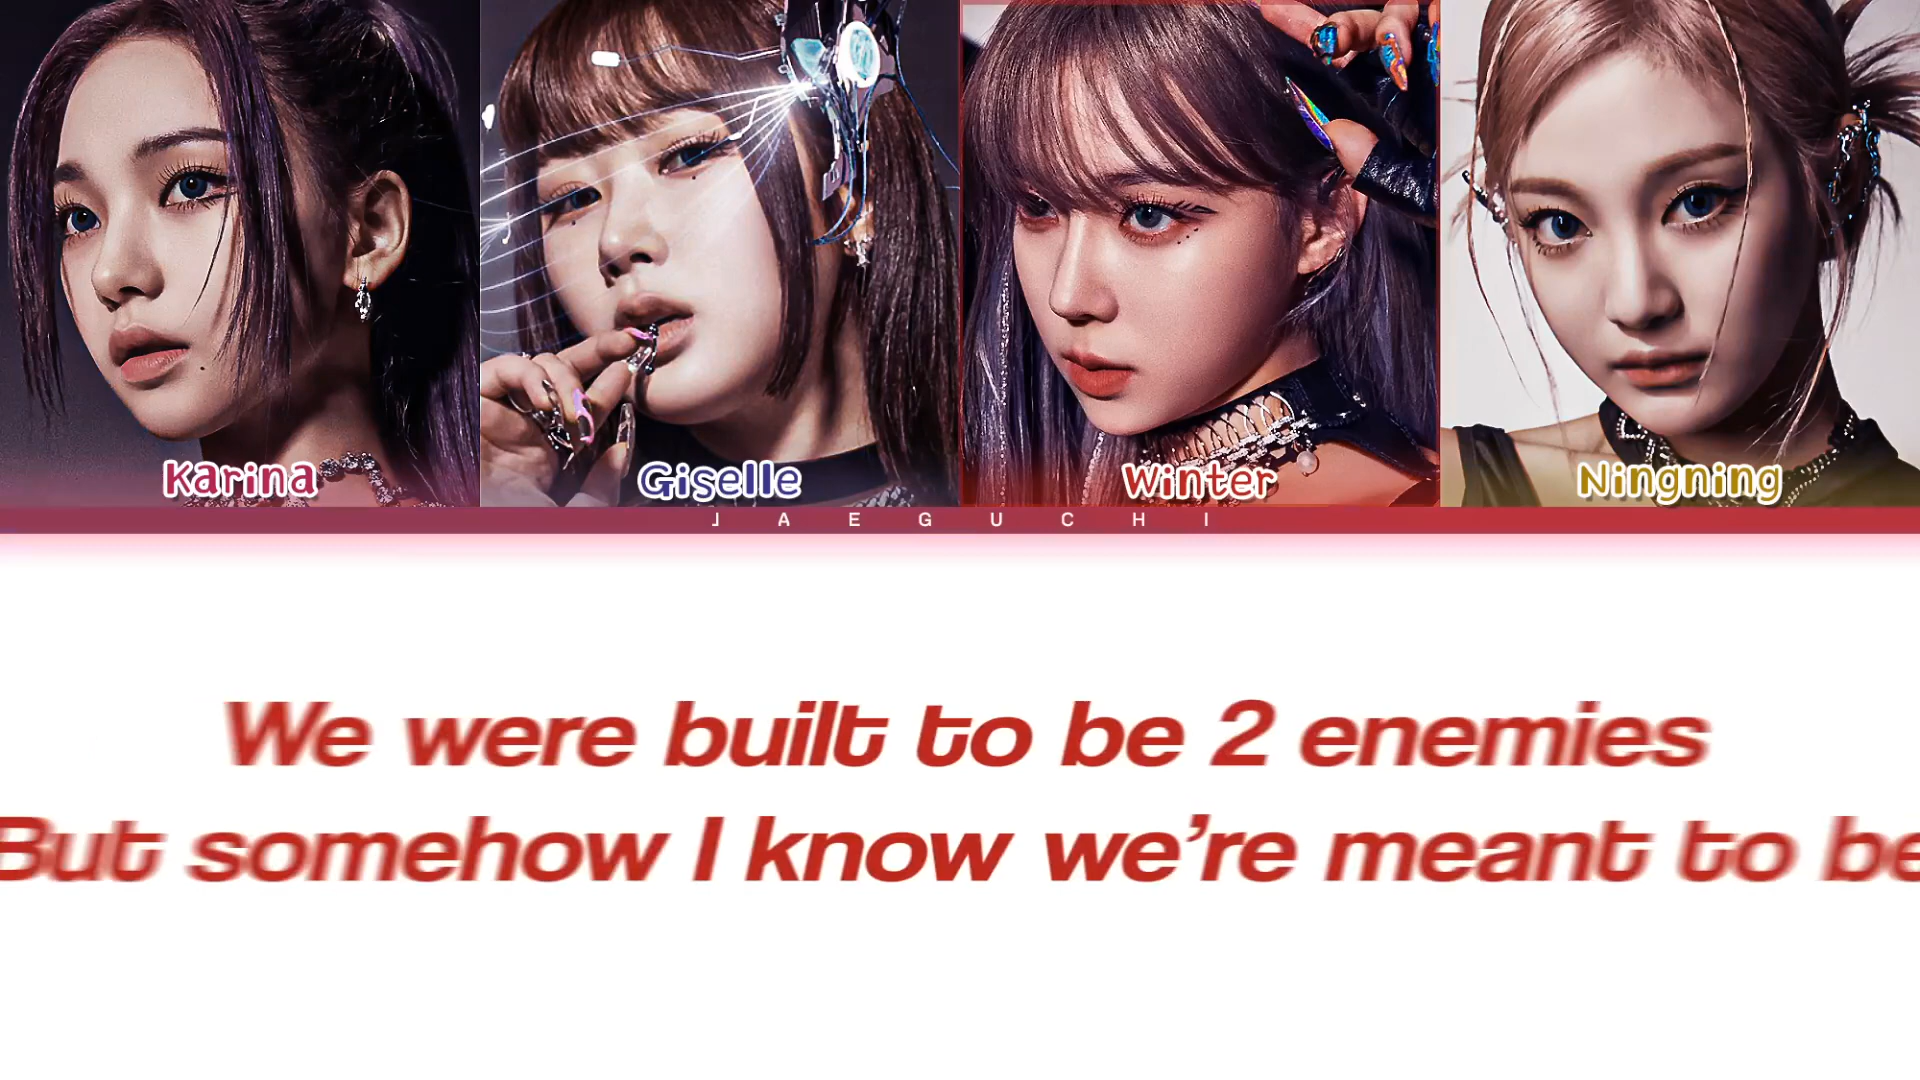 Karina
Giselle
Winter
Ningning
JAEGUCHI
We were built to be 2 enemies
But somehow I know we're meant to be